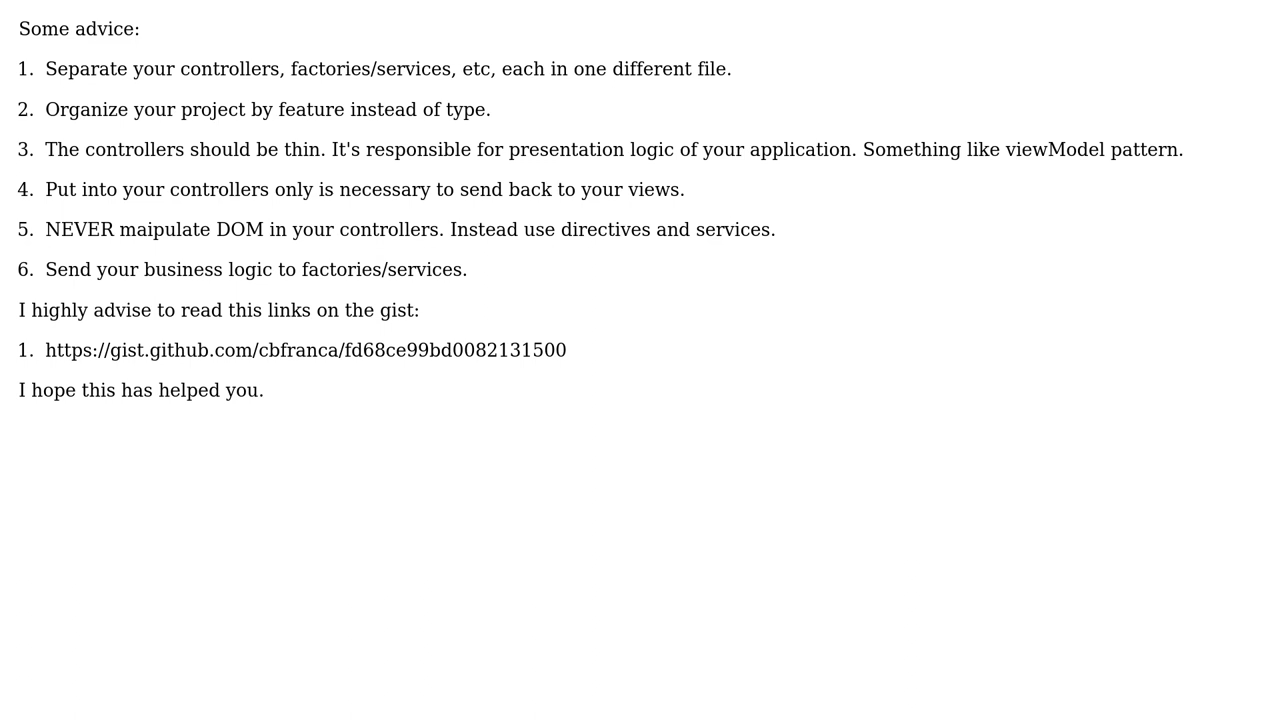 Some advice:
1. Separate your controllers, factories/services, etc, each in one different file.
2. Organize your project by feature instead of type.
3. The controllers should be thin. It's responsible for presentation logic of your application. Something like viewModel pattern.
4. Put into your controllers only is necessary to send back to your views.
5. NEVER maipulate DOM in your controllers. Instead use directives and services.
6. Send your business logic to factories/services.
I highly advise to read this links on the gist:
1. https://gist.github.com/cbfranca/fd68ce99bd0082131500
I hope this has helped you.